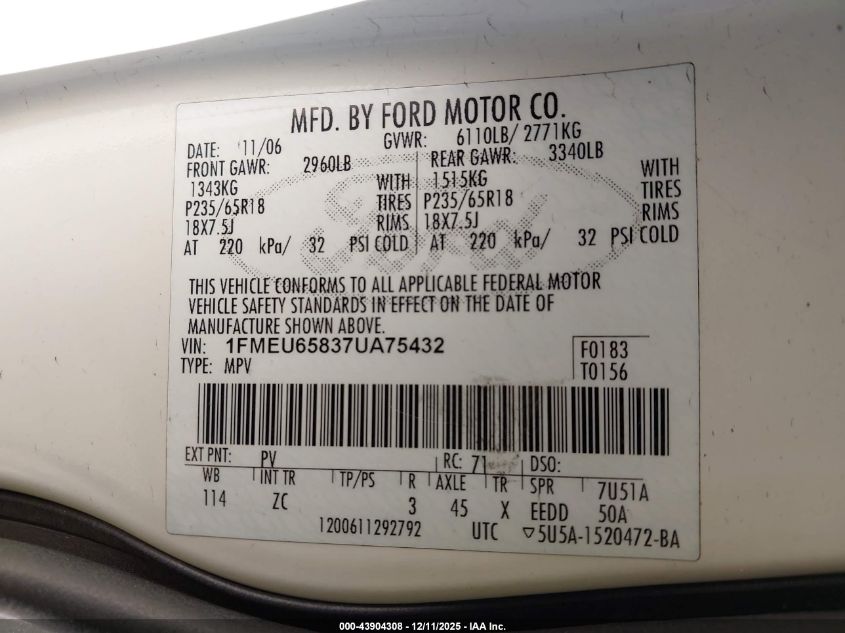 MFD. BY FORD MOTOR CO.
DATE: 11/06 GVWR: 6110LB/ 2771KG
FRONT GAWR: 2960LB REAR GAWR: 3340LB
1343KG WITH 1515KG WITH
P235/65R18 TIRES P235/65R18 TIRES
18X7.5J RIMS 18X7.5J RIMS
AT 220 kPa/ 32 PSI COLD AT 220 kPa/ 32 PSI COLD
Ford
THIS VEHICLE CONFORMS TO ALL APPLICABLE FEDERAL MOTOR
VEHICLE SAFETY STANDARDS IN EFFECT ON THE DATE OF
MANUFACTURE SHOWN ABOVE.
VIN: 1FMEU65837UA75432 F0183
TYPE: MPV T0156
EXT PNT: PV RC: 71 DSO:
WB INT TR TP/PS R AXLE TR SPR 7U51A
114 ZC 3 45 X EEDD 50A
1200611292792 UTC ▽5U5A-1520472-BA
000-43904308 - 12/11/2025 - IAA Inc.